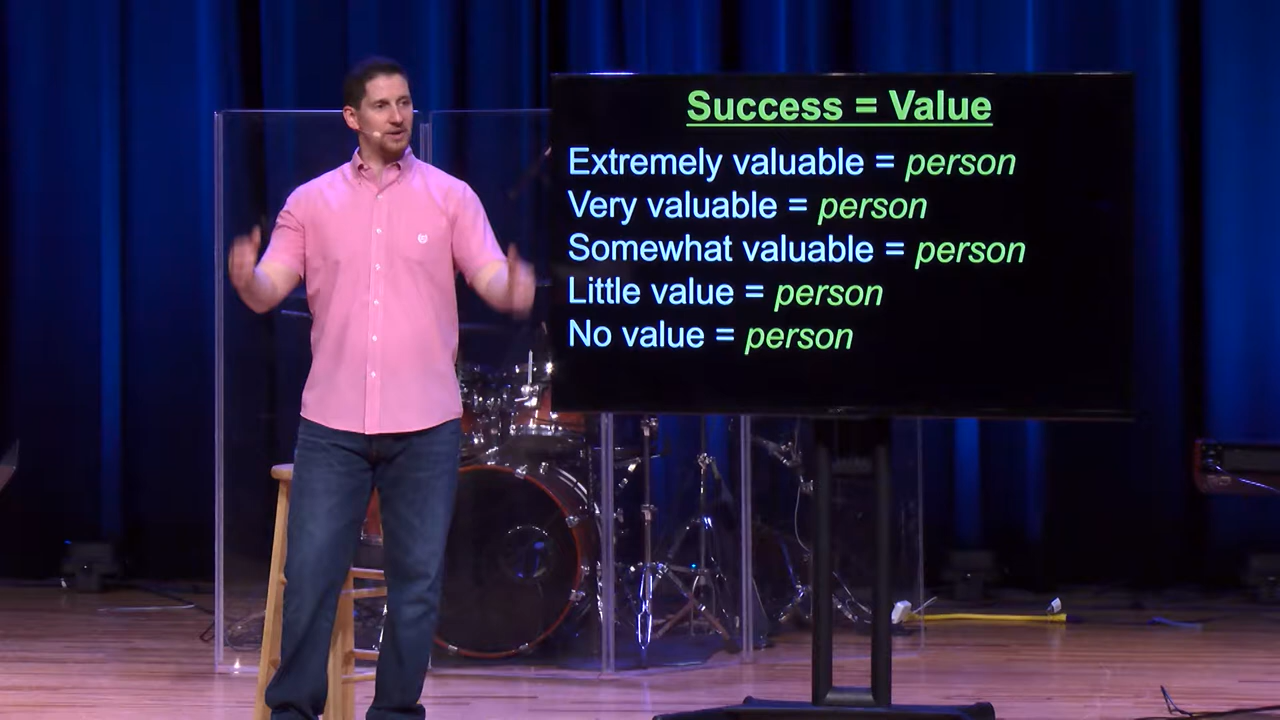 Success = Value
Extremely valuable = person
Very valuable = person
Somewhat valuable = person
Little value = person
No value = person